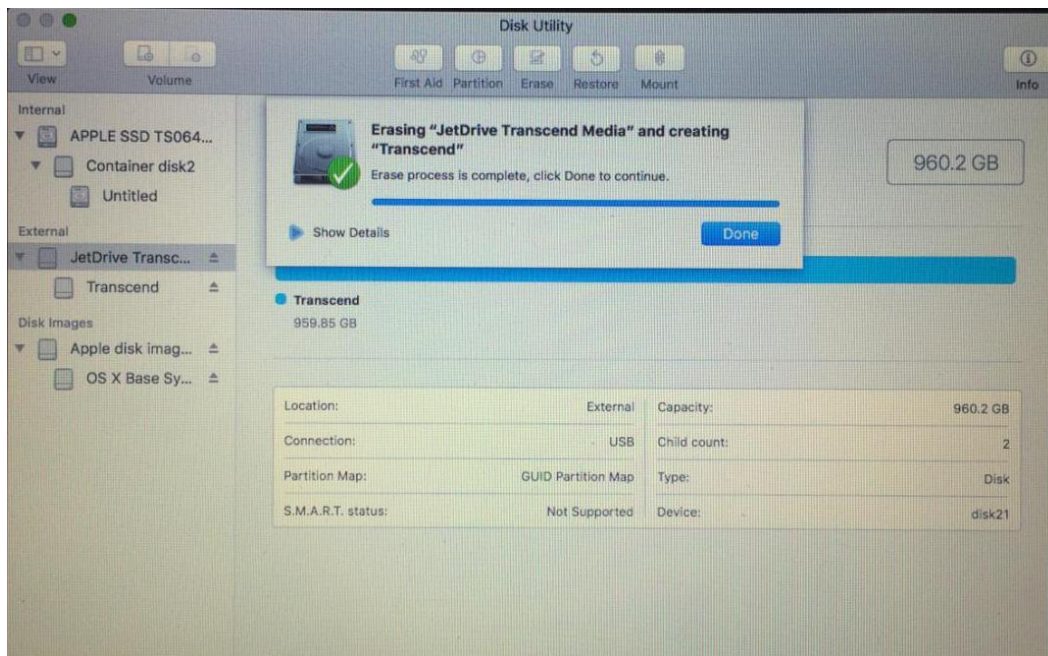 Disk Utility
View
Volume
First Aid Partition Erase Restore Mount
Info
Internal
APPLE SSD TS064...
Container disk2
Untitled
External
JetDrive Transc...
Transcend
Disk Images
Apple disk imag...
OS X Base Sy...
Erasing "JetDrive Transcend Media" and creating
"Transcend"
Erase process is complete, click Done to continue.
Show Details
Done
960.2 GB
Transcend
959.85 GB
Location: External
Capacity: 960.2 GB
Connection: USB
Child count: 2
Partition Map: GUID Partition Map
Type: Disk
S.M.A.R.T. status: Not Supported
Device: disk21